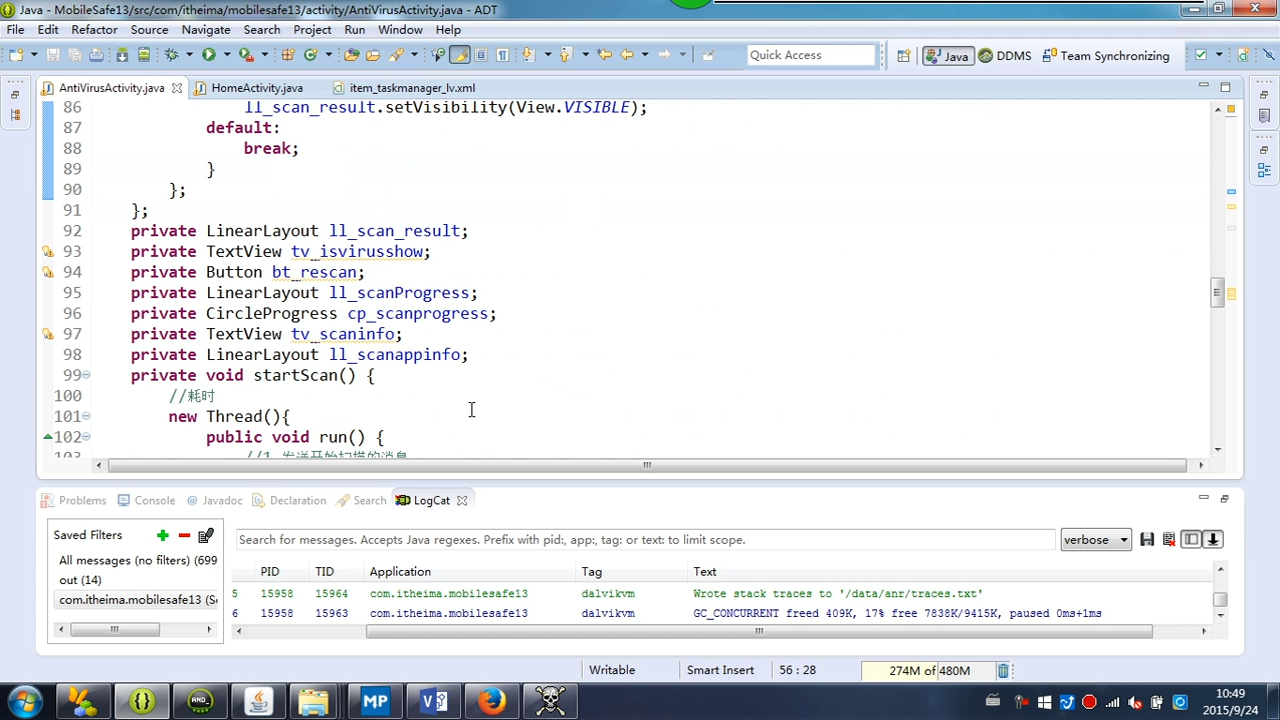 Java - MobileSafe13/src/com/itheima/mobilesafe13/activity/AntiVirusActivity.java - ADT
File Edit Refactoring Source Navigate Search Project Run Window Help
Quick Access
Java
DDMS
Team Synchronizing
AntiVirusActivity.java
HomeActivity.java
item_taskmanager_lv.xml
86 ll_scan_result.setVisibility(View.VISIBLE);
87 default:
88 break;
89 }
90 };
91 };
92 private LinearLayout ll_scan_result;
93 private TextView tv_isvirusshow;
94 private Button bt_rescan;
95 private LinearLayout ll_scanProgress;
96 private CircleProgress cp_scanprogress;
97 private TextView tv_scaninfo;
98 private LinearLayout ll_scanappinfo;
99 private void startScan() {
100 //耗时
101 new Thread(){
102 public void run() {
103 //1 发送开始扫描的消息
Problems Console Javadoc Declaration Search LogCat
Saved Filters
All messages (no filters) (699
out (14)
com.itheima.mobilesafe13 (Se
Search for messages. Accepts Java regexes. Prefix with pid:, app:, tag: or text: to limit scope.
verbose
PID TID Application Tag Text
5 15958 15964 com.itheima.mobilesafe13 dalvikvm Wrote stack traces to '/data/anr/traces.txt'
6 15958 15963 com.itheima.mobilesafe13 dalvikvm GC_CONCURRENT freed 409K, 17% free 7838K/9415K, paused 0ms+1ms
Writable Smart Insert 56 : 28 274M of 480M
10:49
2015/9/24